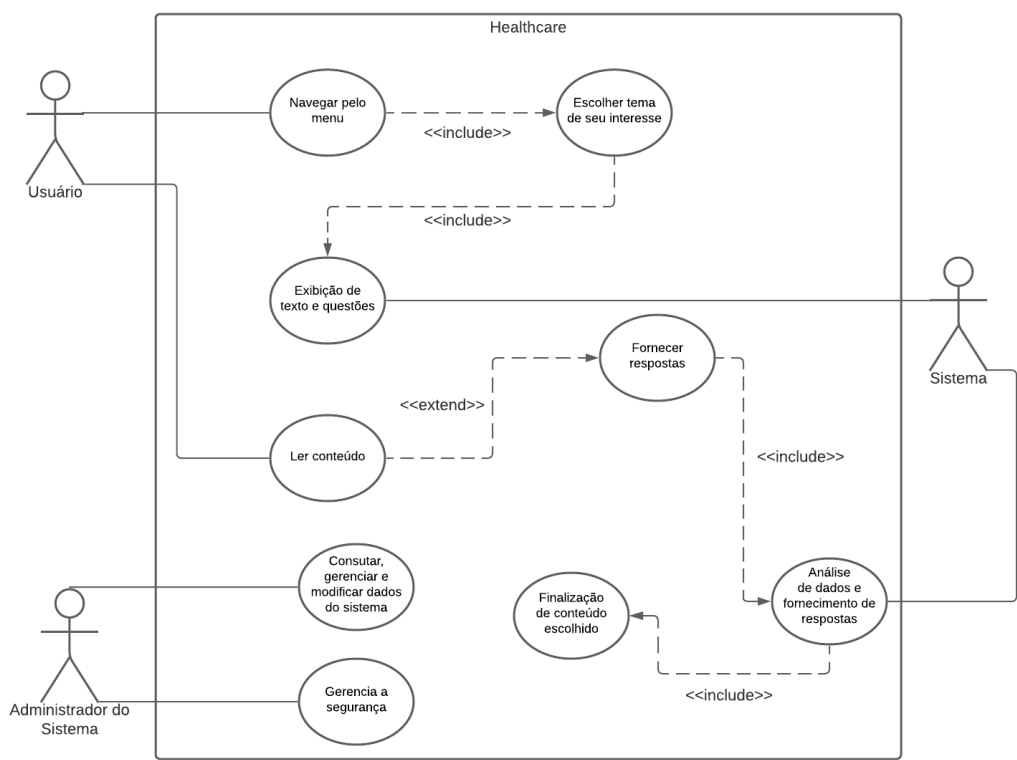 Healthcare
Navegar pelo
menu
<<include>>
Escolher tema
de seu interesse
Usuário
<<include>>
Exibição de
texto e questões
Sistema
Fornecer
respostas
<<extend>>
Ler conteúdo
<<include>>
Consutar,
gerenciar e
modificar dados
do sistema
Finalização
de conteúdo
escolhido
Análise
de dados e
fornecimento de
respostas
<<include>>
Gerencia a
segurança
Administrador do
Sistema